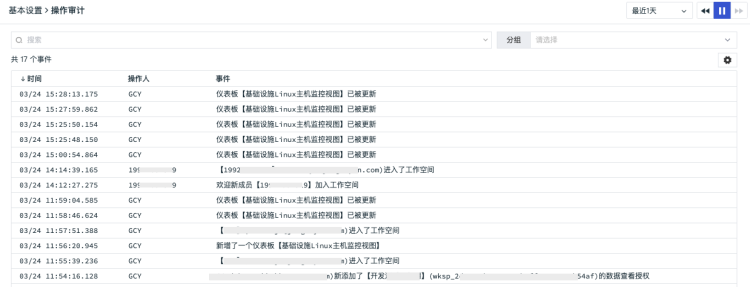 基本设置 > 操作审计
最近1天
搜索
分组 请选择
共 17 个事件
↓ 时间 操作人 事件
03/24 15:28:13.175 GCY 仪表板【基础设施Linux主机监控视图】已被更新
03/24 15:27:59.862 GCY 仪表板【基础设施Linux主机监控视图】已被更新
03/24 15:25:50.154 GCY 仪表板【基础设施Linux主机监控视图】已被更新
03/24 15:25:48.150 GCY 仪表板【基础设施Linux主机监控视图】已被更新
03/24 15:00:54.864 GCY 仪表板【基础设施Linux主机监控视图】已被更新
03/24 14:14:39.165 19 9 【1992 n.com)进入了工作空间
03/24 14:12:27.275 19 9 欢迎新成员【19 9】加入工作空间
03/24 11:59:04.585 GCY 仪表板【基础设施Linux主机监控视图】已被更新
03/24 11:58:46.624 GCY 仪表板【基础设施Linux主机监控视图】已被更新
03/24 11:57:51.388 GCY 【 m)进入了工作空间
03/24 11:56:20.945 GCY 新增了一个仪表板【基础设施Linux主机监控视图】
03/24 11:55:39.236 GCY 【 m)进入了工作空间
03/24 11:54:16.128 GCY m)新添加了【开发 】(wksp_2 54af)的数据查看授权